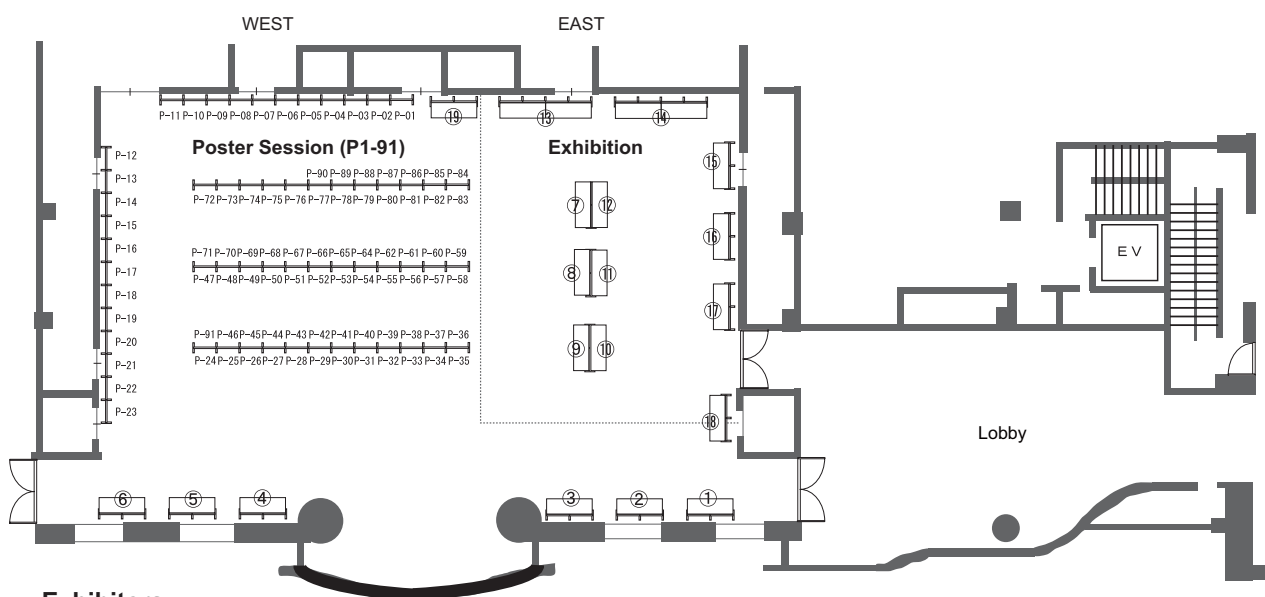 WEST EAST
P-11 P-10 P-09 P-08 P-07 P-06 P-05 P-04 P-03 P-02 P-01
⑲ ⑬ ⑭
Poster Session (P1-91) Exhibition
P-12
P-13
P-14
P-15
P-16
P-17
P-18
P-19
P-20
P-21
P-22
P-23
P-90 P-89 P-88 P-87 P-86 P-85 P-84
P-72 P-73 P-74 P-75 P-76 P-77 P-78 P-79 P-80 P-81 P-82 P-83
P-71 P-70 P-69 P-68 P-67 P-66 P-65 P-64 P-62 P-61 P-60 P-59
P-47 P-48 P-49 P-50 P-51 P-52 P-53 P-54 P-55 P-56 P-57 P-58
P-91 P-46 P-45 P-44 P-43 P-42 P-41 P-40 P-39 P-38 P-37 P-36
P-24 P-25 P-26 P-27 P-28 P-29 P-30 P-31 P-32 P-33 P-34 P-35
⑦ ⑫
⑧ ⑪
⑨ ⑩
⑮
⑯
⑰
⑱
EV
Lobby
⑥ ⑤ ④ ③ ② ①